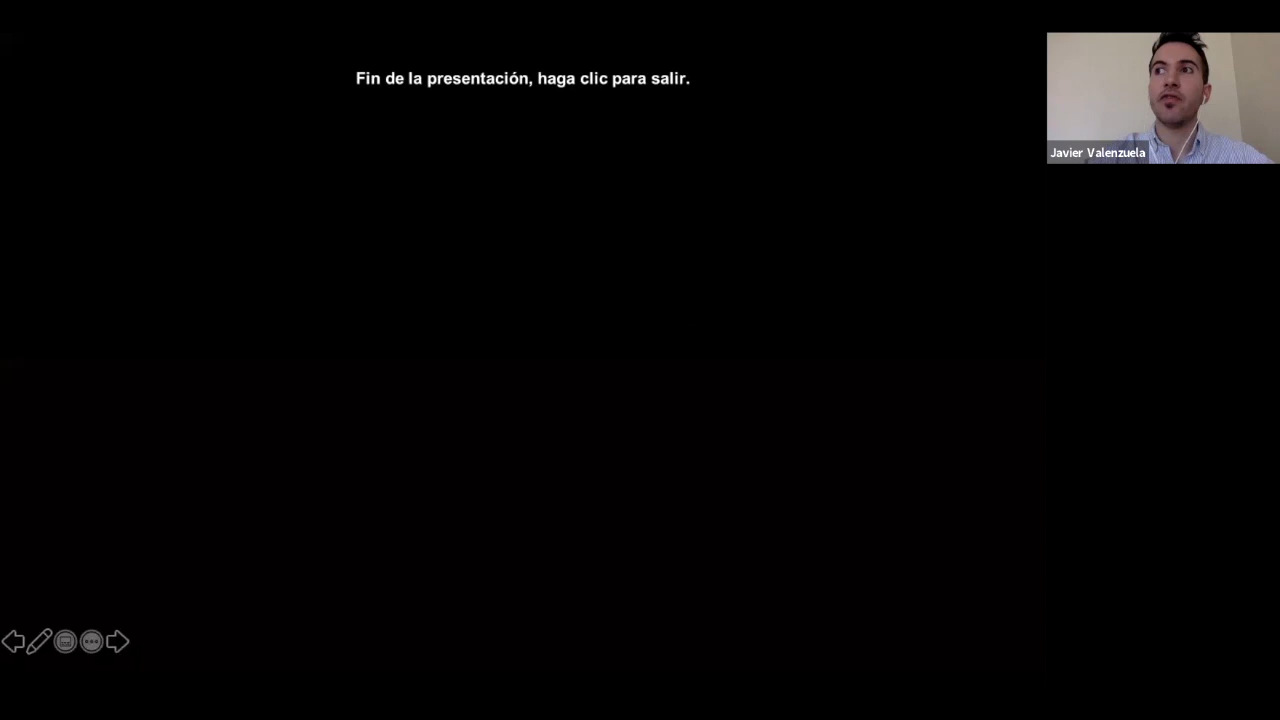 Fin de la presentación, haga clic para salir.
Javier Valenzuela